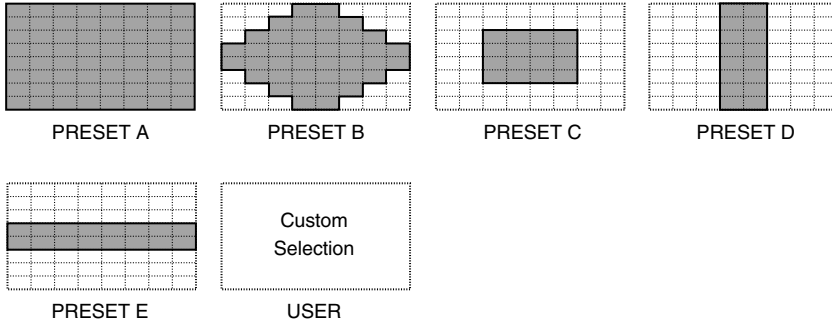 PRESET A
PRESET B
PRESET C
PRESET D
Custom
Selection
PRESET E
USER